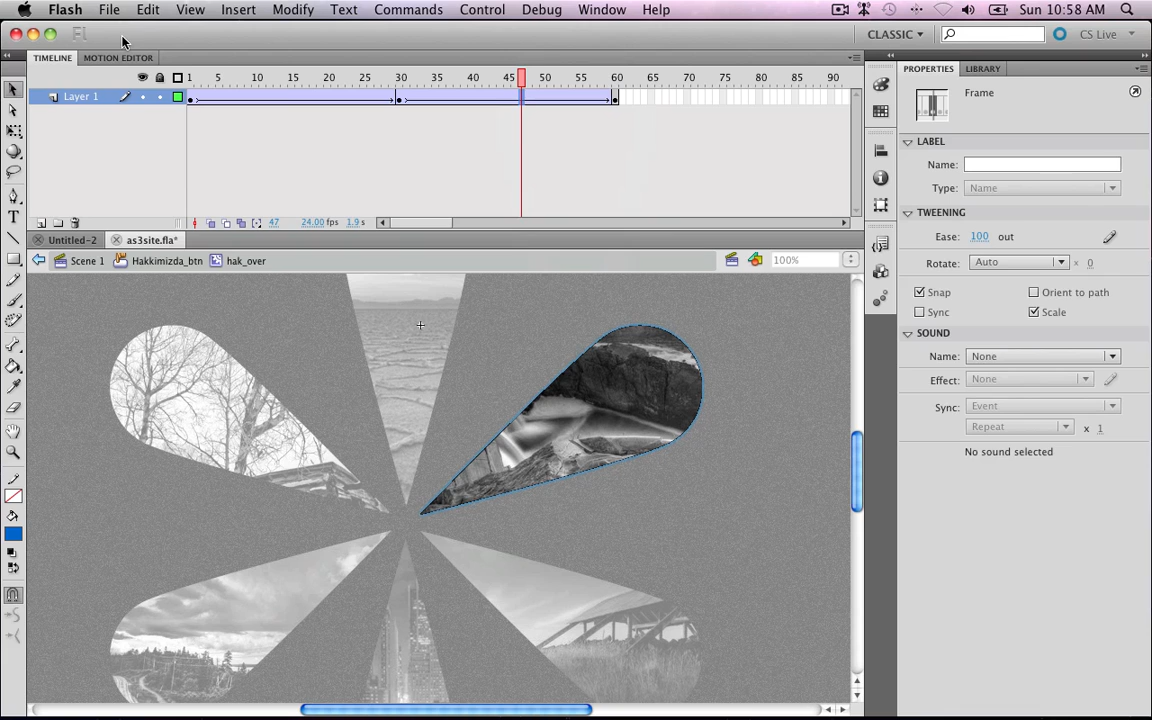 Flash File Edit View Insert Modify Text Commands Control Debug Window Help Sun 10:58 AM
Fl CLASSIC CS Live
TIMELINE MOTION EDITOR
1 5 10 15 20 25 30 35 40 45 50 55 60 65 70 75 80 85 90
Layer 1
47 24.00 fps 1.9 s
Untitled-2 as3site.fla*
Scene 1 Hakkimizda_btn hak_over 100%
PROPERTIES LIBRARY
Frame
LABEL
Name:
Type: Name
TWEENING
Ease: 100 out
Rotate: Auto x 0
Snap Orient to path
Sync Scale
SOUND
Name: None
Effect: None
Sync: Event
Repeat x 1
No sound selected